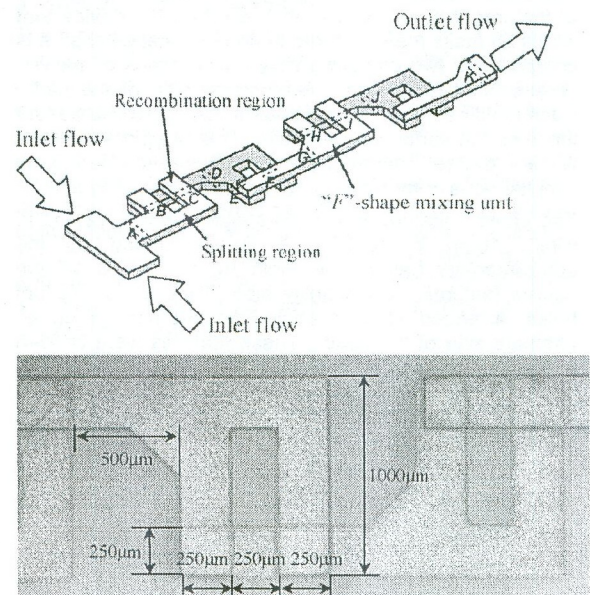 Outlet flow
Recombination region
Inlet flow
J
K
H
D
G
"F"-shape mixing unit
B
C
E
A
Splitting region
Inlet flow
500μm
1000μm
250μm
250μm 250μm 250μm